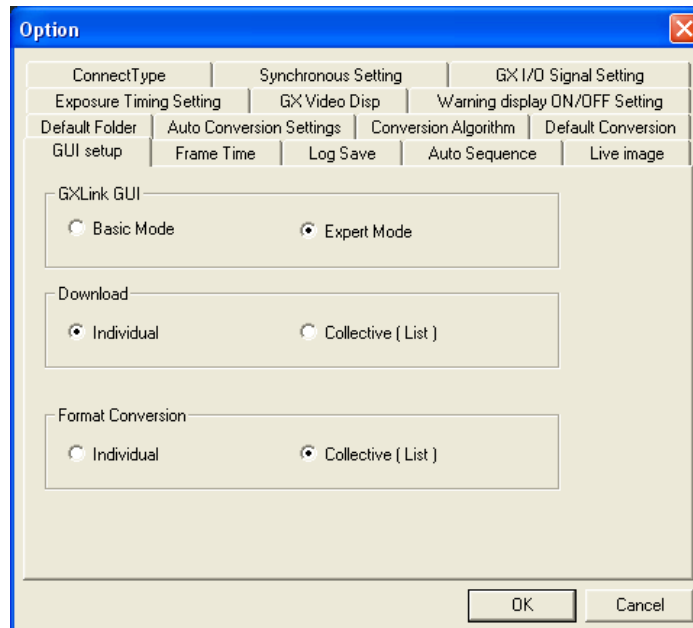 Option
ConnectType Synchronous Setting GX I/O Signal Setting
Exposure Timing Setting GX Video Disp Warning display ON/OFF Setting
Default Folder Auto Conversion Settings Conversion Algorithm Default Conversion
GUI setup Frame Time Log Save Auto Sequence Live image
GXLink GUI
Basic Mode Expert Mode
Download
Individual Collective ( List )
Format Conversion
Individual Collective ( List )
OK Cancel